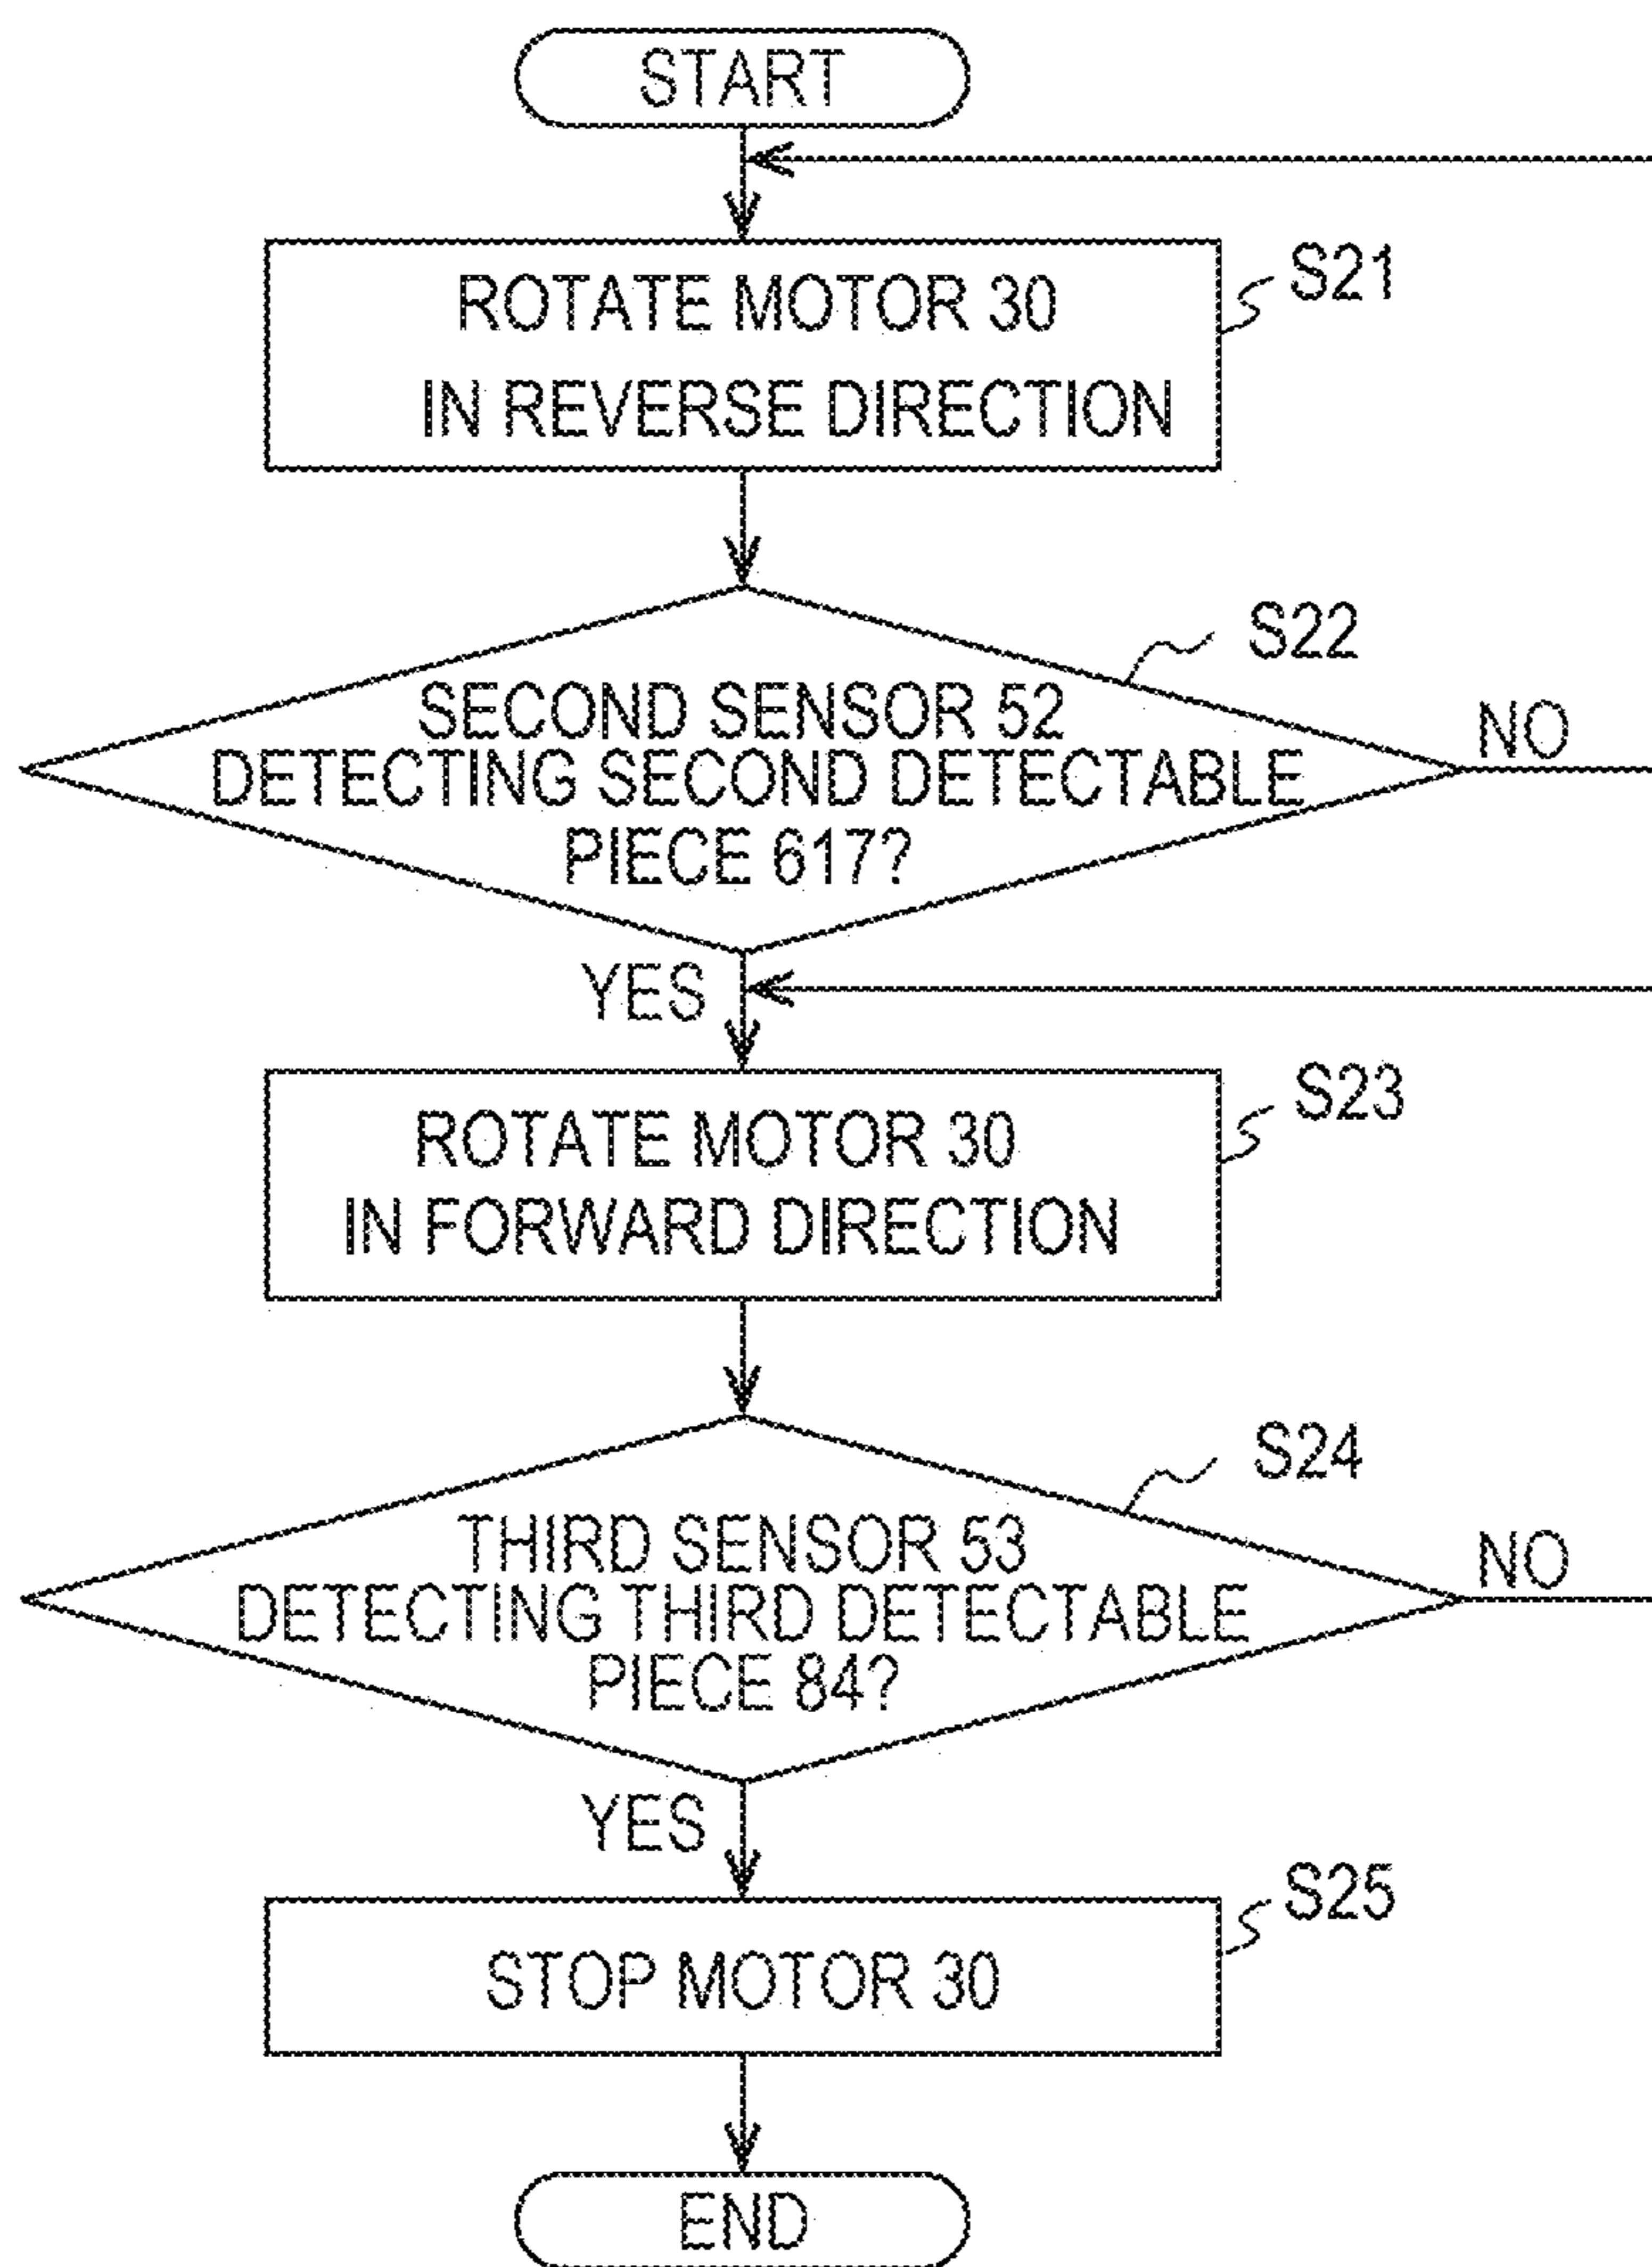 START
ROTATE MOTOR 30
IN REVERSE DIRECTION
S21
SECOND SENSOR 52
DETECTING SECOND DETECTABLE
PIECE 617?
S22
NO
YES
ROTATE MOTOR 30
IN FORWARD DIRECTION
S23
THIRD SENSOR 53
DETECTING THIRD DETECTABLE
PIECE 84?
S24
NO
YES
STOP MOTOR 30
S25
END